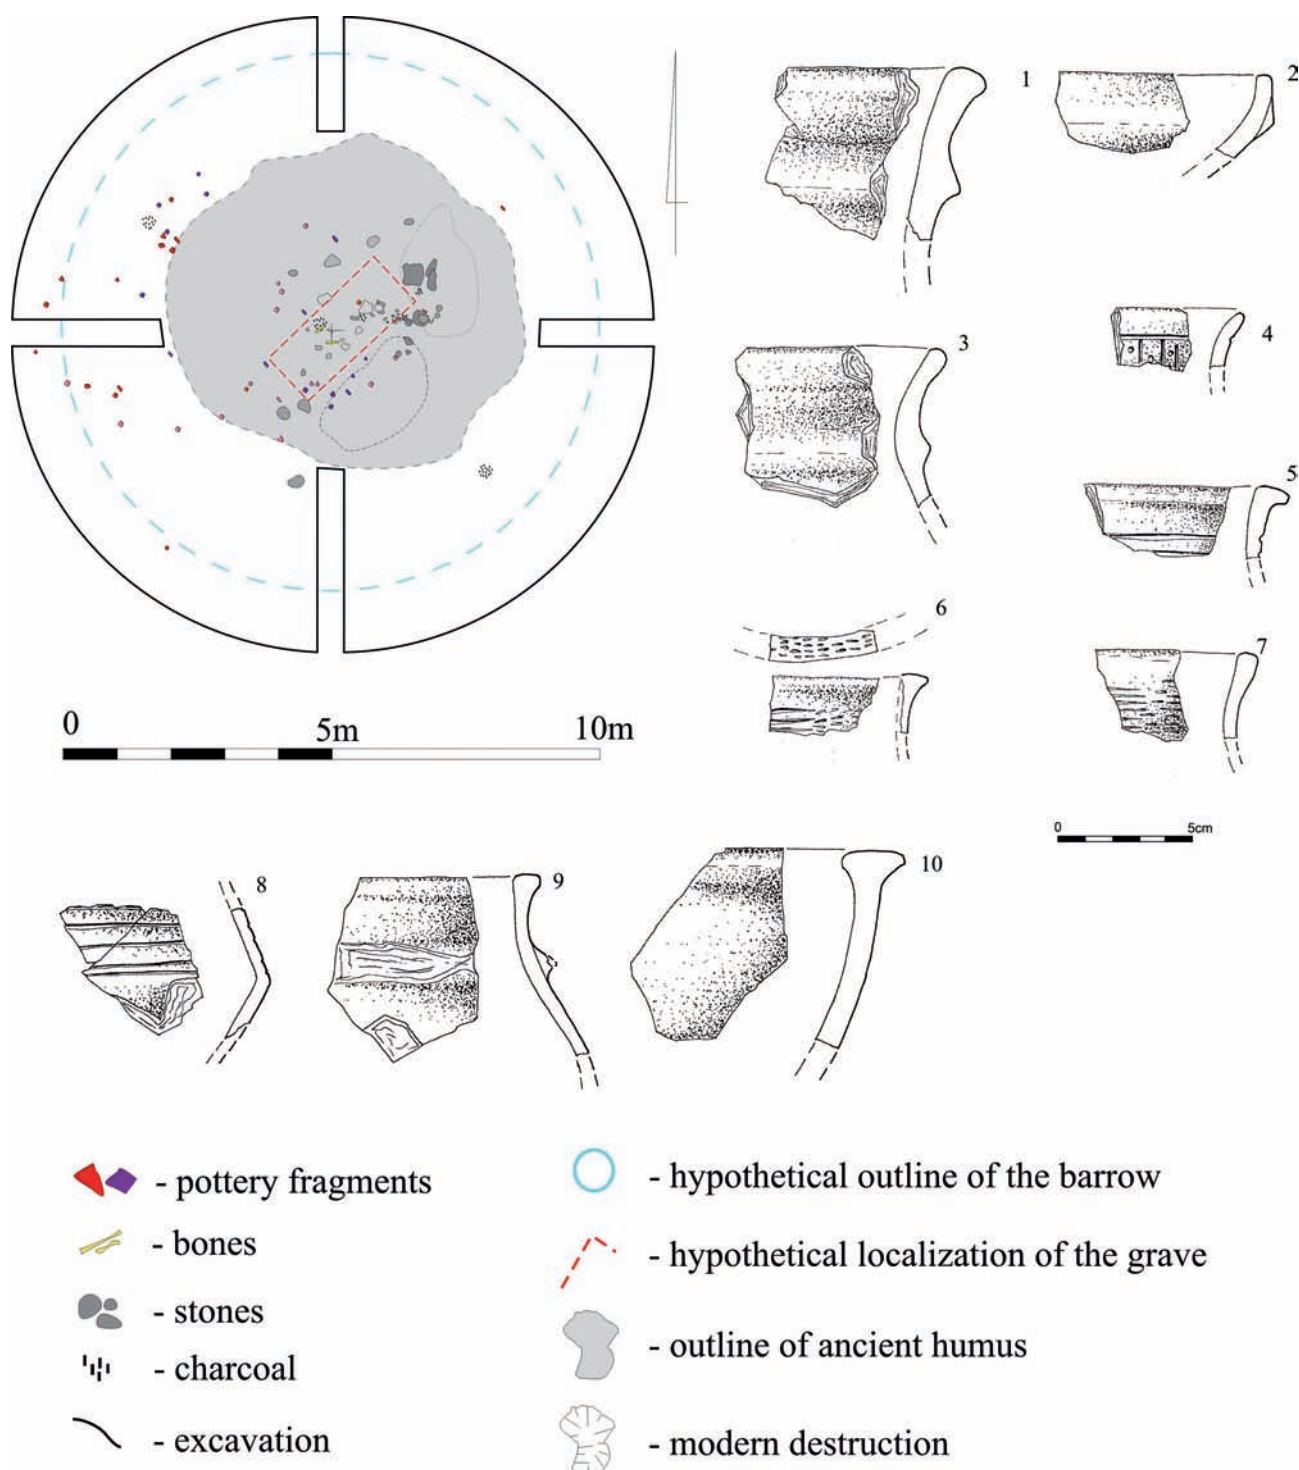 1
2
3
4
5
6
7
0 5m 10m
0 5cm
8
9
10
- pottery fragments
- bones
- stones
- charcoal
- excavation
- hypothetical outline of the barrow
- hypothetical localization of the grave
- outline of ancient humus
- modern destruction